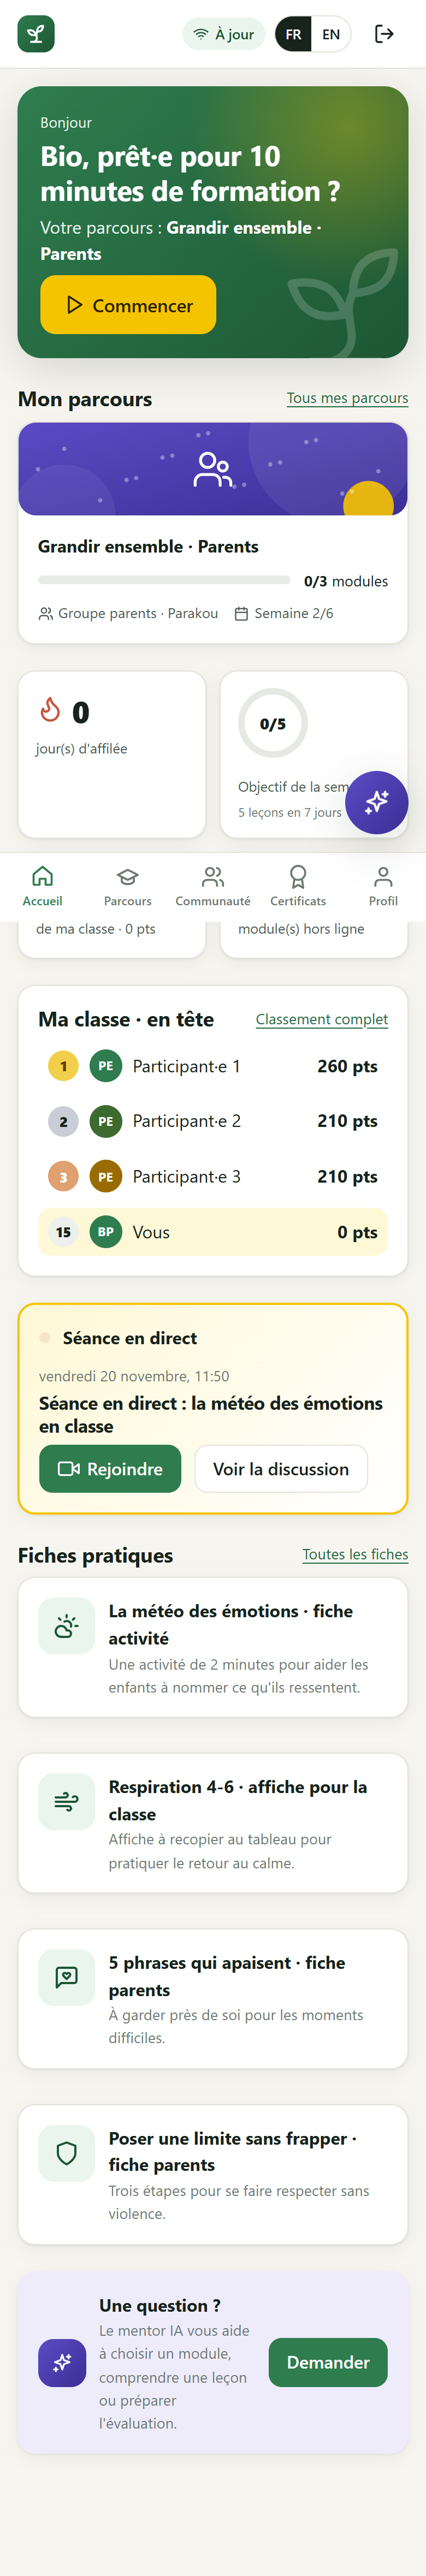 À jour
FR
EN
Bonjour
Bio, prêt·e pour 10
minutes de formation ?
Votre parcours : Grandir ensemble ·
Parents
Commencer
Mon parcours
Tous mes parcours
Grandir ensemble · Parents
0/3 modules
Groupe parents · Parakou
Semaine 2/6
0
jour(s) d'affilée
0/5
Objectif de la sem
5 leçons en 7 jours
Accueil
Parcours
Communauté
Certificats
Profil
de ma classe · 0 pts
module(s) hors ligne
Ma classe · en tête
Classement complet
1 PE Participant·e 1 260 pts
2 PE Participant·e 2 210 pts
3 PE Participant·e 3 210 pts
15 BP Vous 0 pts
Séance en direct
vendredi 20 novembre, 11:50
Séance en direct : la météo des émotions
en classe
Rejoindre
Voir la discussion
Fiches pratiques
Toutes les fiches
La météo des émotions · fiche
activité
Une activité de 2 minutes pour aider les
enfants à nommer ce qu'ils ressentent.
Respiration 4-6 · affiche pour la
classe
Affiche à recopier au tableau pour
pratiquer le retour au calme.
5 phrases qui apaisent · fiche
parents
À garder près de soi pour les moments
difficiles.
Poser une limite sans frapper ·
fiche parents
Trois étapes pour se faire respecter sans
violence.
Une question ?
Le mentor IA vous aide
à choisir un module,
comprendre une leçon
ou préparer
l'évaluation.
Demander